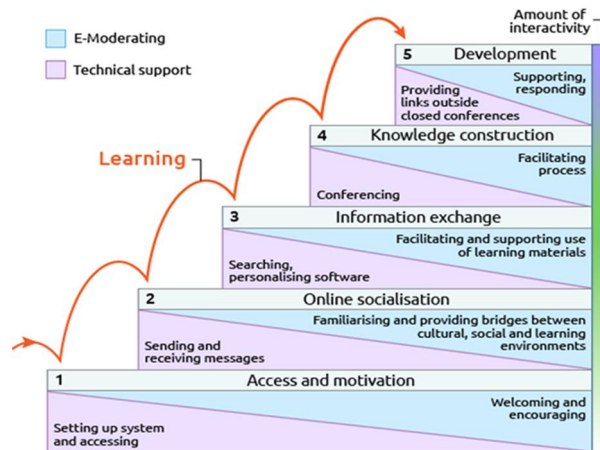 Amount of
interactivity
E-Moderating
Technical support
Learning
5 Development
Supporting,
responding
Providing
links outside
closed conferences
4 Knowledge construction
Facilitating
process
Conferencing
3 Information exchange
Facilitating and supporting use
of learning materials
Searching,
personalising software
2 Online socialisation
Familiarising and providing bridges between
cultural, social and learning
environments
Sending and
receiving messages
1 Access and motivation
Welcoming and
encouraging
Setting up system
and accessing